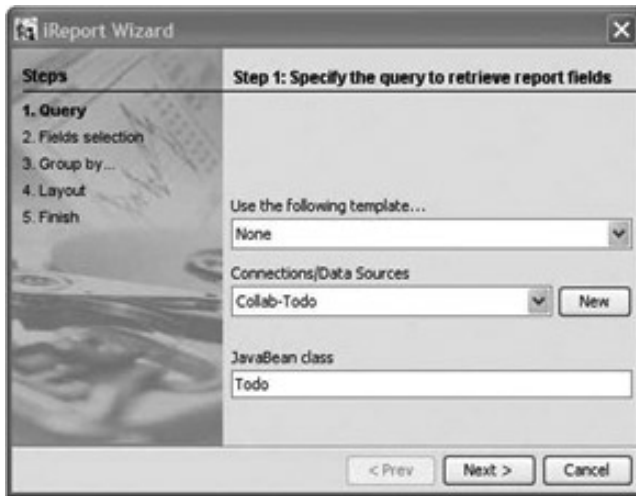 iReport Wizard
Steps
1. Query
2. Fields selection
3. Group by...
4. Layout
5. Finish
Step 1: Specify the query to retrieve report fields
Use the following template...
None
Connections/Data Sources
Collab-Todo
New
JavaBean class
Todo
< Prev
Next >
Cancel